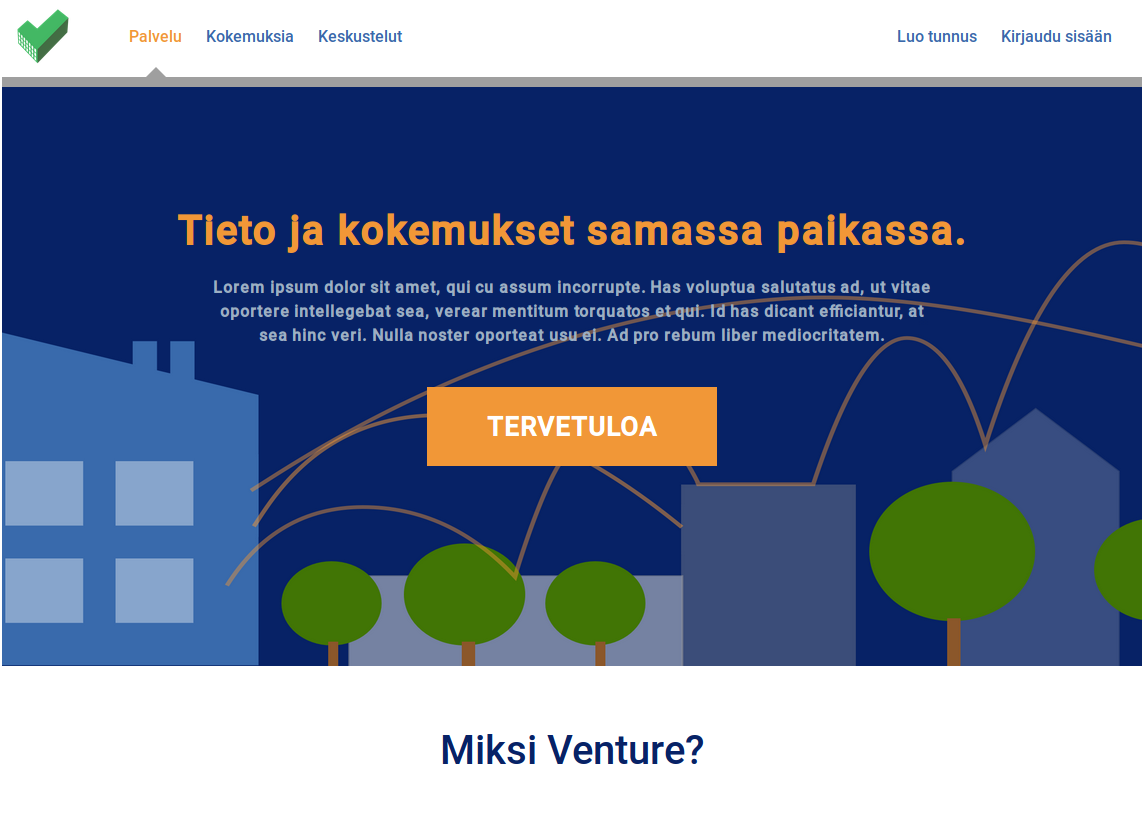 Palvelu Kokemuksia Keskustelut Luo tunnus Kirjaudu sisään
Tieto ja kokemukset samassa paikassa.
Lorem ipsum dolor sit amet, qui cu assum incorrupte. Has voluptua salutatus ad, ut vitae
oportere intellegebat sea, verear mentitum torquatos et qui. Id has dicant efficiantur, at
sea hinc veri. Nulla noster oporteat usu ei. Ad pro rebum liber mediocritatem.
TERVETULOA
Miksi Venture?